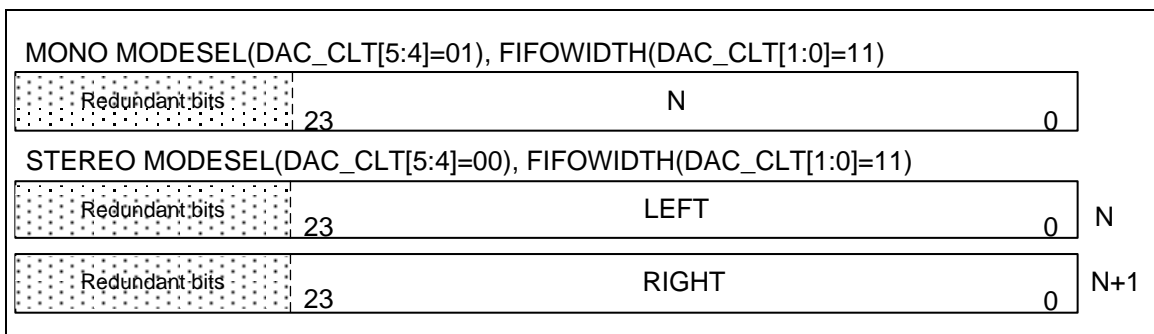 MONO MODESEL(DAC_CLT[5:4]=01), FIFOWIDTH(DAC_CLT[1:0]=11)
Redundant bits 23 N 0
STEREO MODESEL(DAC_CLT[5:4]=00), FIFOWIDTH(DAC_CLT[1:0]=11)
Redundant bits 23 LEFT 0 N
Redundant bits 23 RIGHT 0 N+1